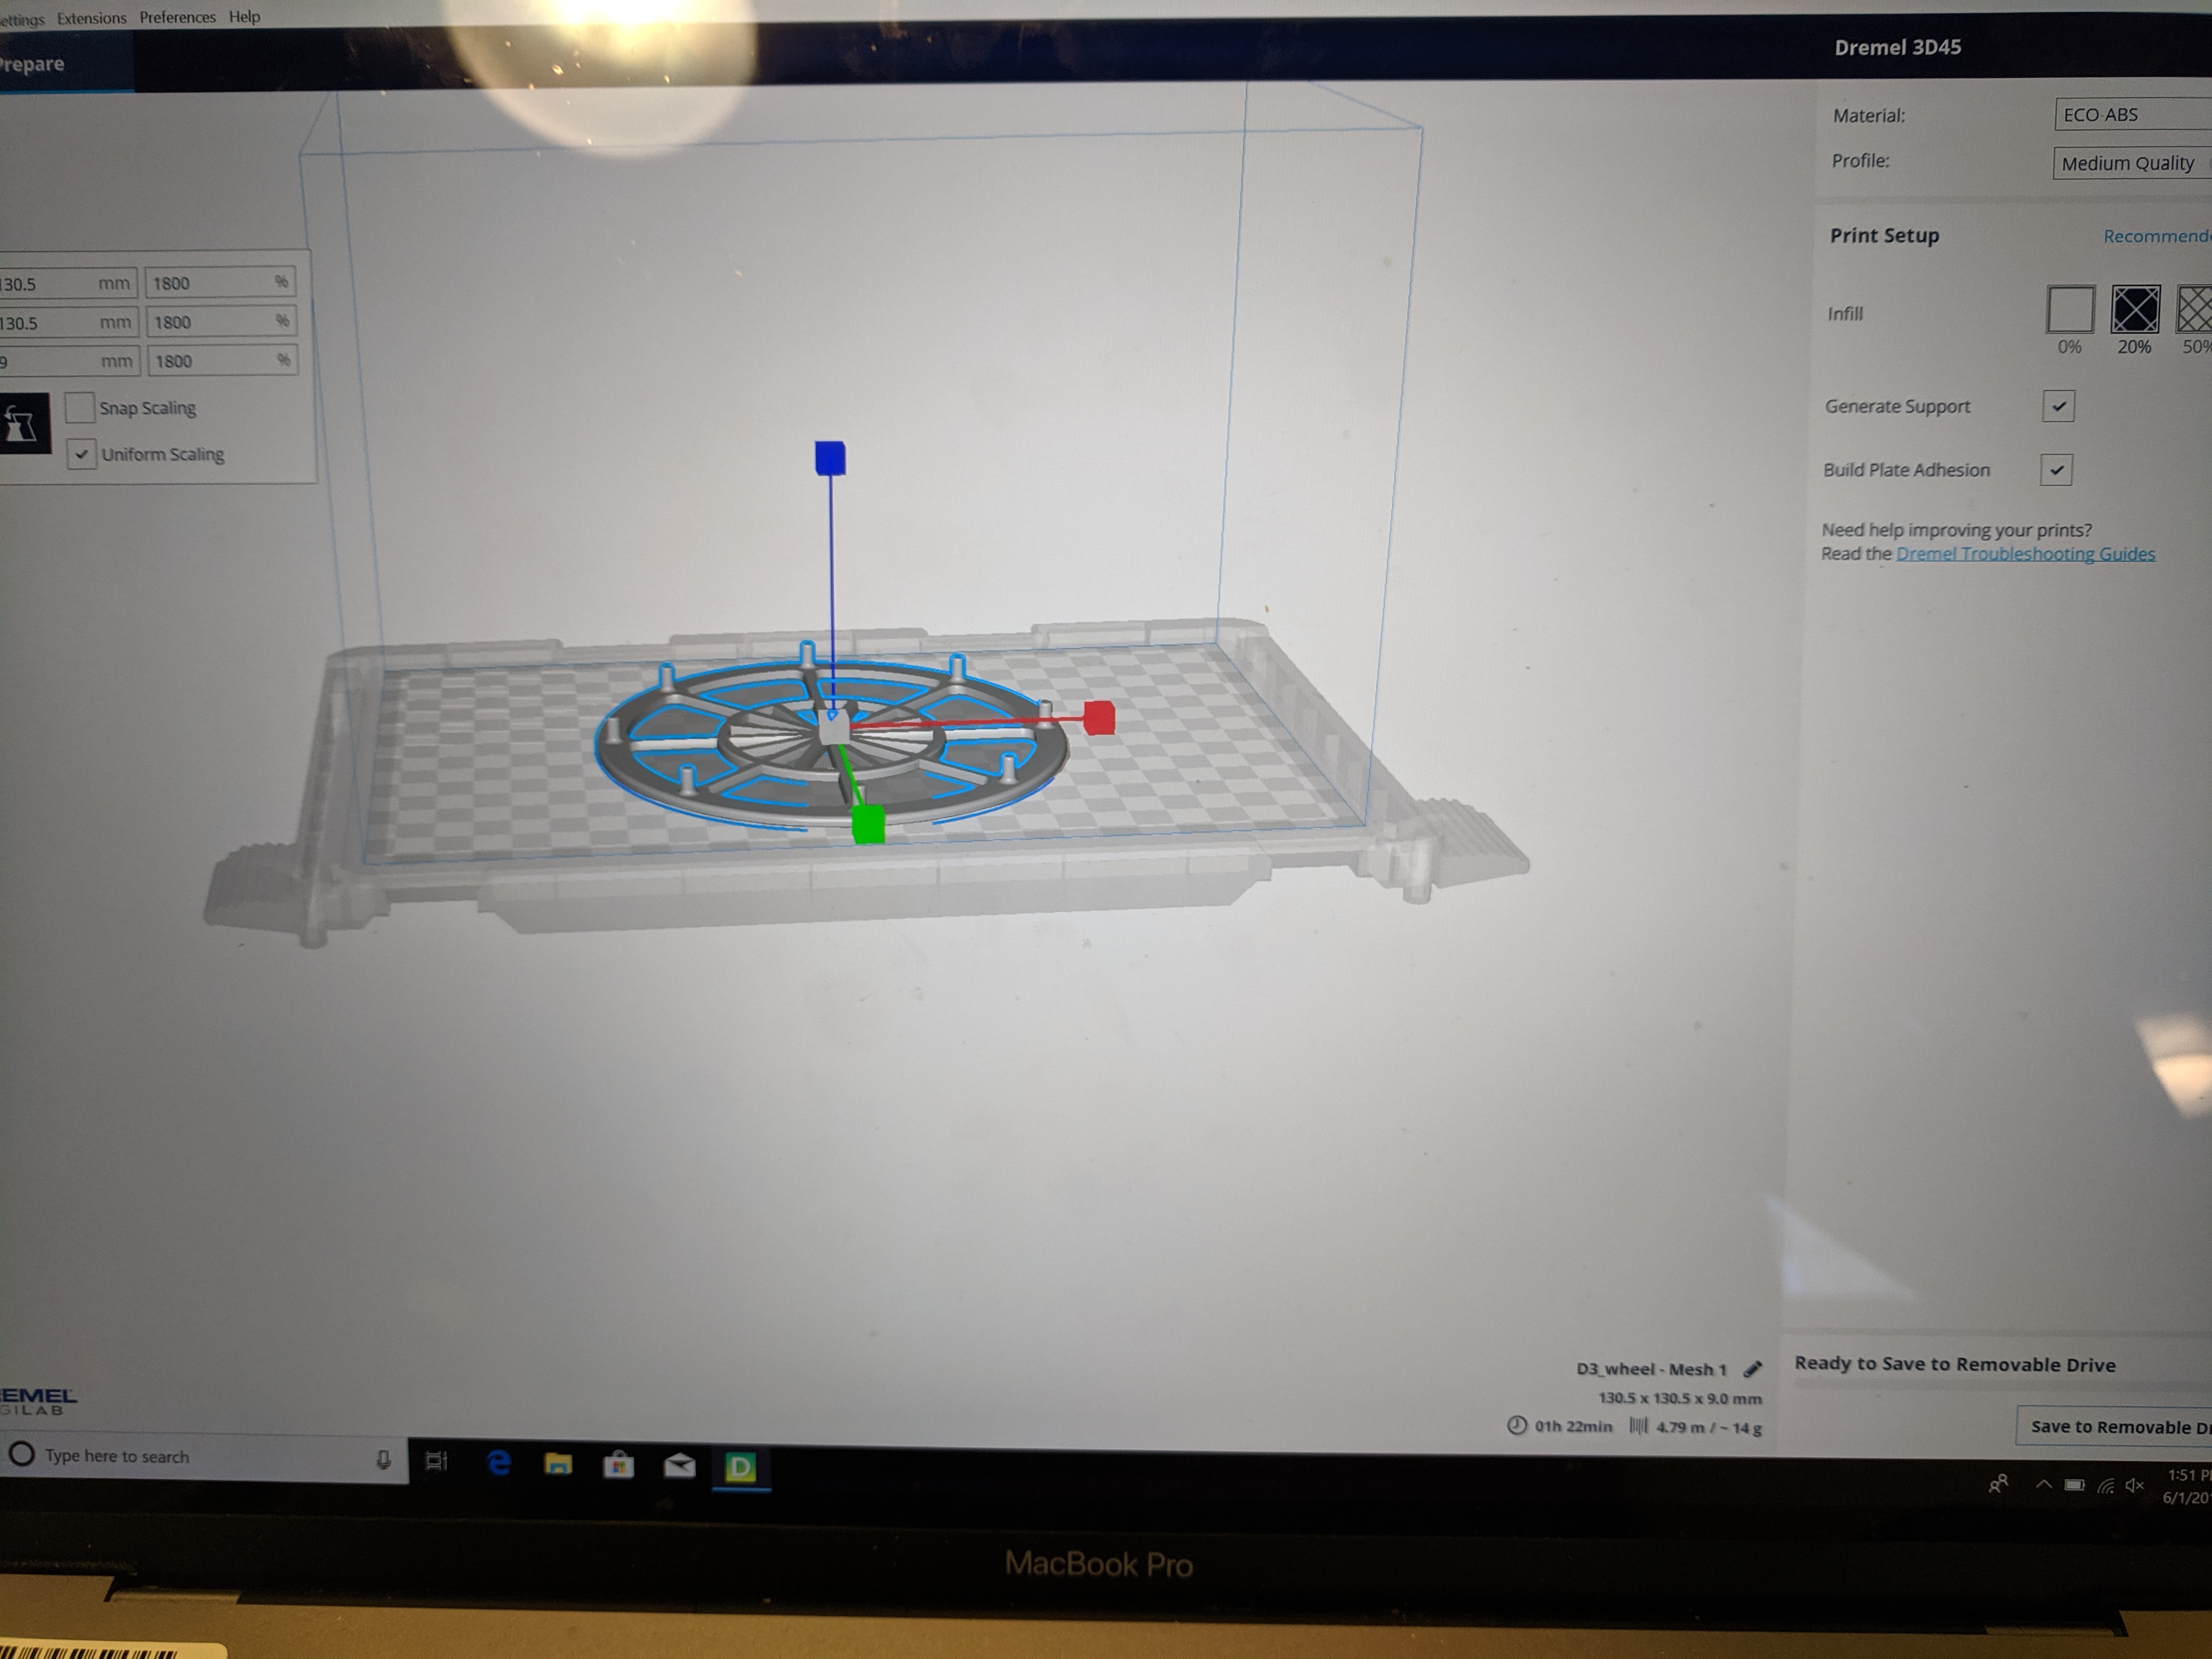 ettings Extensions Preferences Help
Prepare
Dremel 3D45
Material: ECO-ABS
Profile: Medium Quality
Print Setup Recommende
Infill
0% 20% 50%
Generate Support
Build Plate Adhesion
Need help improving your prints?
Read the Dremel Troubleshooting Guides
130.5 mm 1800 %
130.5 mm 1800 %
9 mm 1800 %
Snap Scaling
Uniform Scaling
D3_wheel - Mesh 1
130.5 x 130.5 x 9.0 mm
01h 22min 4.79 m / ~ 14 g
Ready to Save to Removable Drive
Save to Removable Dr
EMEL
GILAB
Type here to search
D
1:51 P
6/1/20
MacBook Pro